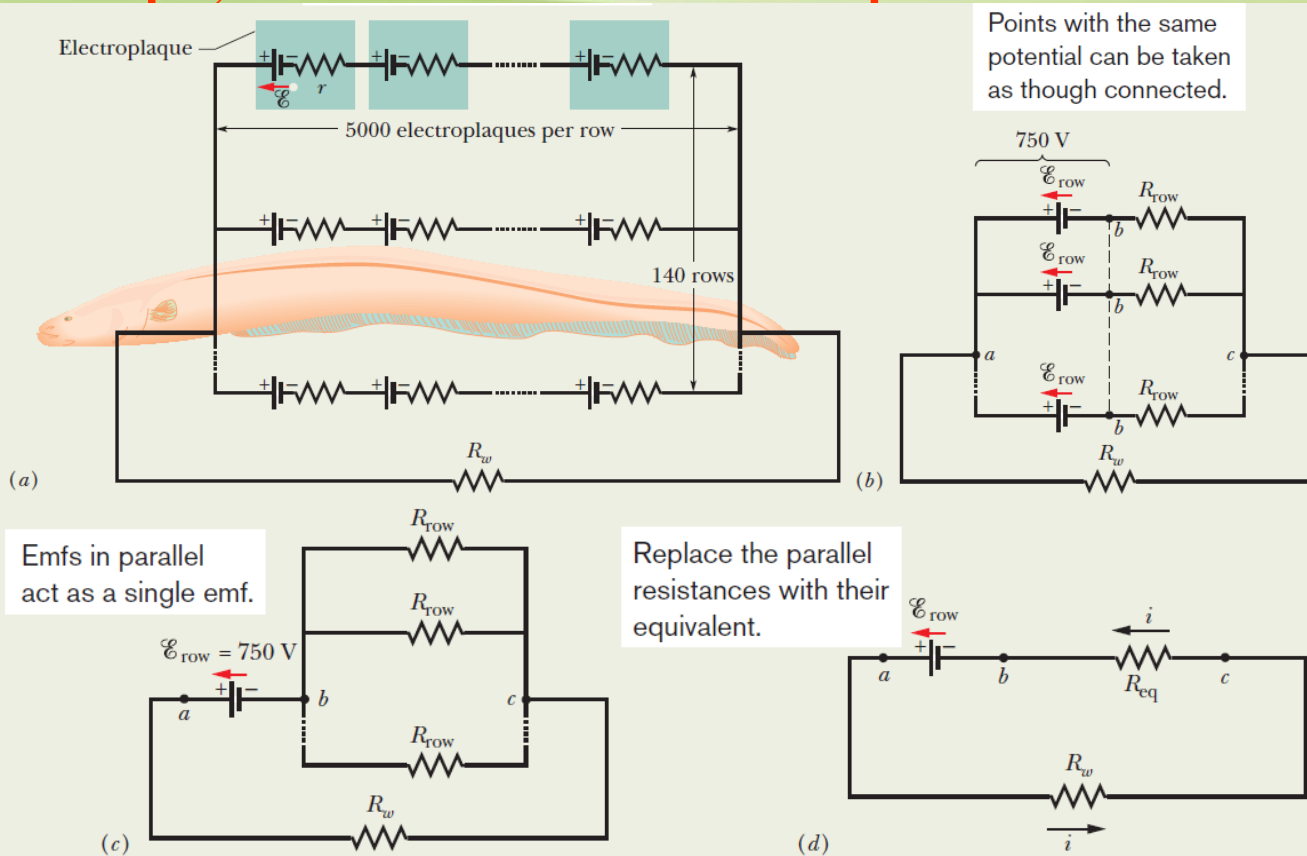 Electroplaque
+ − + − + −
ℰ
r
5000 electroplaques per row
+ − + − + −
140 rows
+ − + − + −
R_w
(a)
Points with the same
potential can be taken
as though connected.
750 V
ℰ_row
R_row
+ −
b
ℰ_row
R_row
+ −
b
a
c
ℰ_row
R_row
+ −
b
R_w
(b)
Emfs in parallel
act as a single emf.
R_row
R_row
ℰ_row = 750 V
+ −
a
b
c
R_row
R_w
(c)
Replace the parallel
resistances with their
equivalent.
ℰ_row
i
+ −
a
b
R_eq
c
R_w
i
(d)